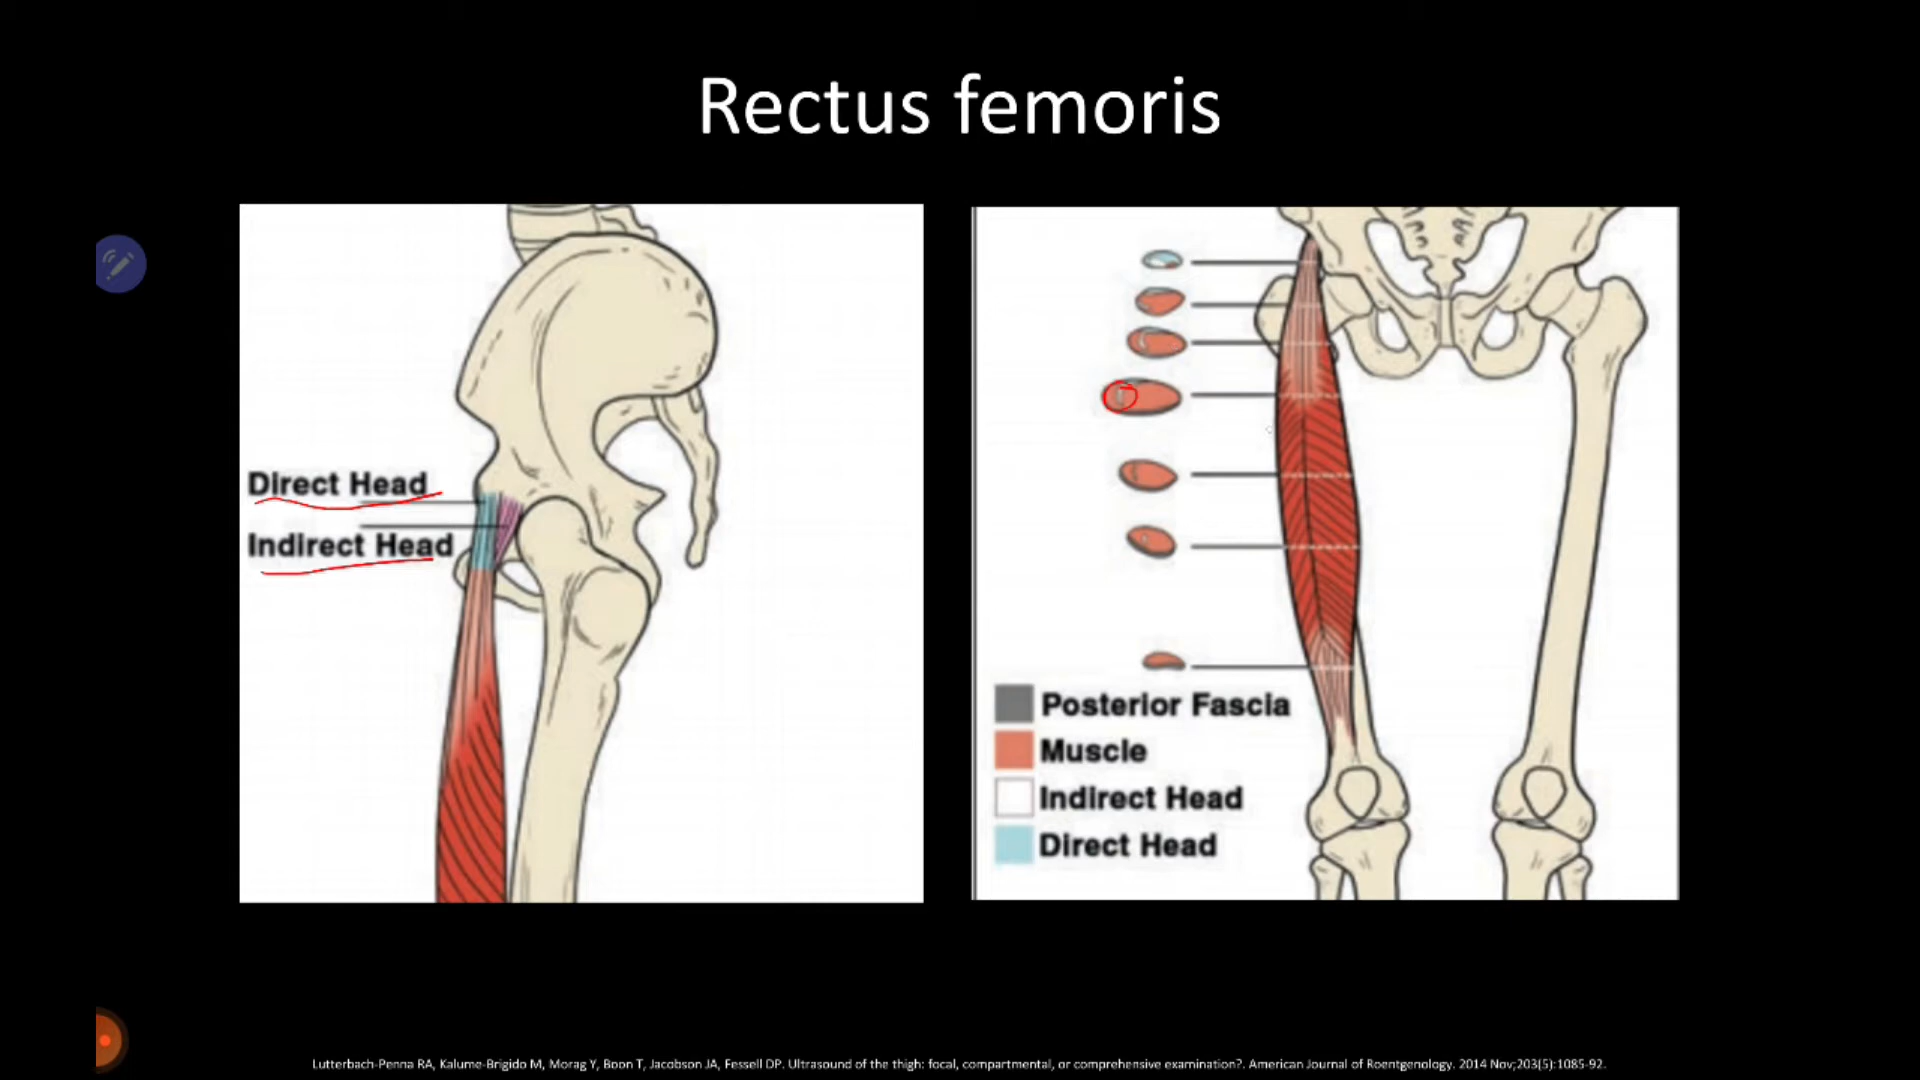 Rectus femoris
Direct Head
Indirect Head
Posterior Fascia
Muscle
Indirect Head
Direct Head
Lutterbach-Penna RA, Kalume-Brigido M, Morag Y, Boon T, Jacobson JA, Fessell DP. Ultrasound of the thigh: focal, compartmental, or comprehensive examination?. American Journal of Roentgenology. 2014 Nov;203(5):1085-92.